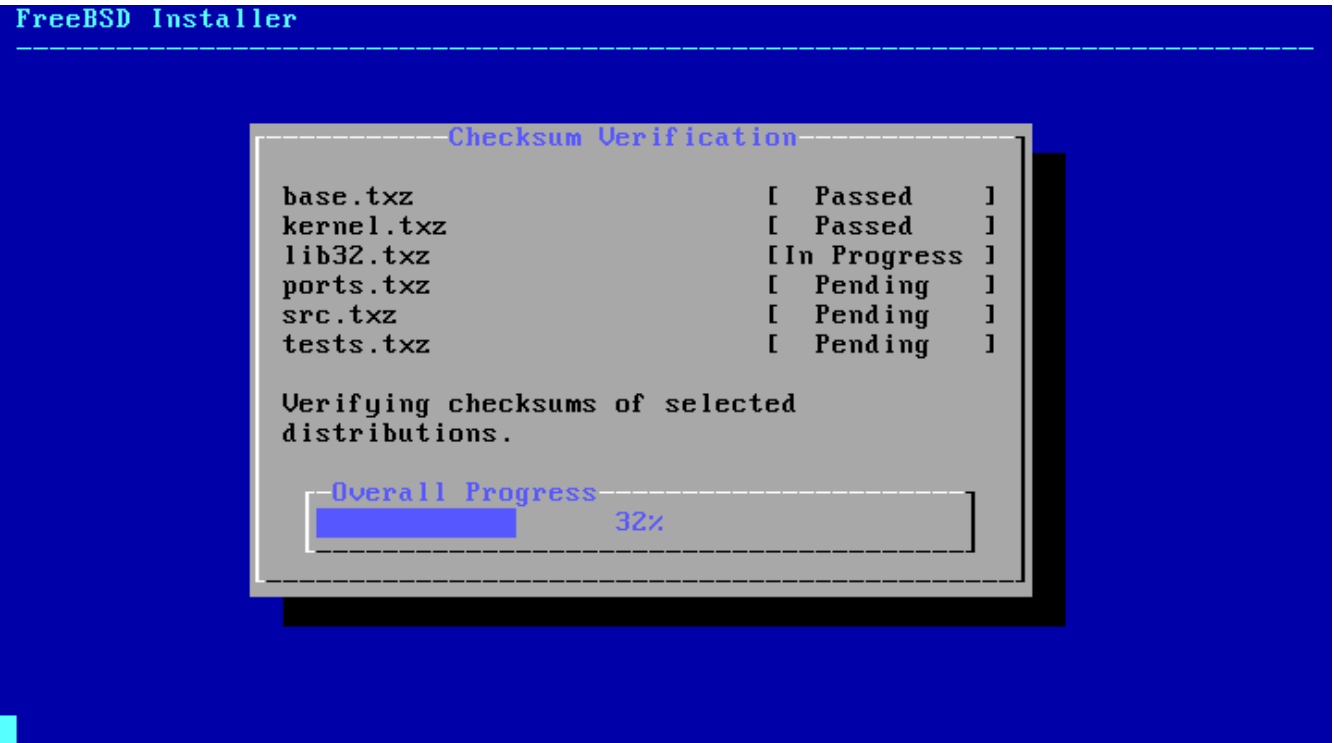 FreeBSD Installer
Checksum Verification
base.txz [ Passed ]
kernel.txz [ Passed ]
lib32.txz [In Progress ]
ports.txz [ Pending ]
src.txz [ Pending ]
tests.txz [ Pending ]
Verifying checksums of selected
distributions.
Overall Progress
32%